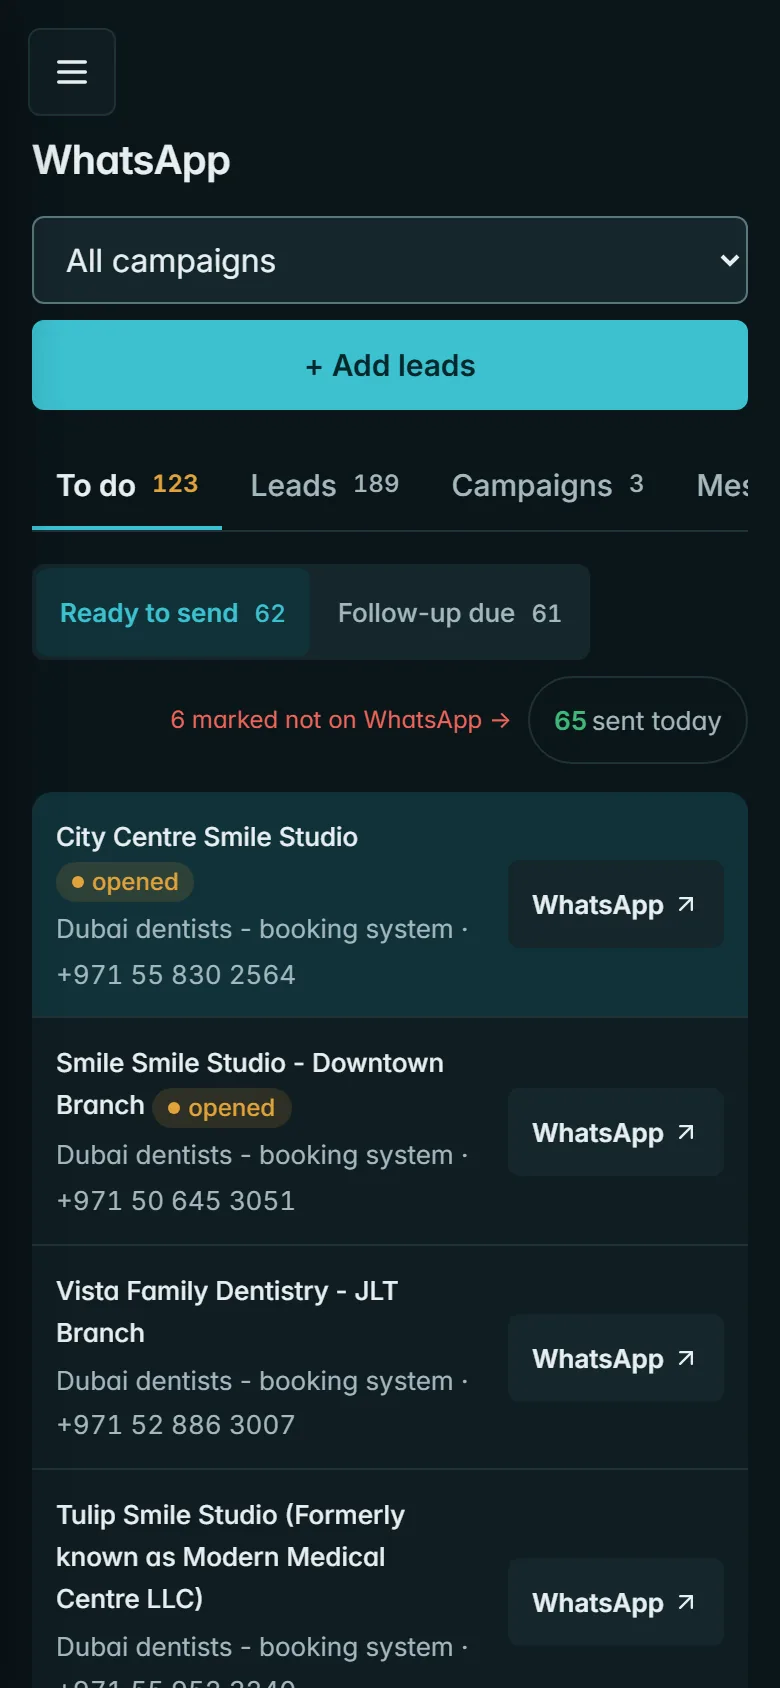 WhatsApp
All campaigns
+ Add leads
To do 123 Leads 189 Campaigns 3 Mes
Ready to send 62 Follow-up due 61
6 marked not on WhatsApp →
65 sent today
City Centre Smile Studio
opened
Dubai dentists - booking system ·
+971 55 830 2564
WhatsApp ↗
Smile Smile Studio - Downtown
Branch opened
Dubai dentists - booking system ·
+971 50 645 3051
WhatsApp ↗
Vista Family Dentistry - JLT
Branch
Dubai dentists - booking system ·
+971 52 886 3007
WhatsApp ↗
Tulip Smile Studio (Formerly
known as Modern Medical
Centre LLC)
Dubai dentists - booking system ·
WhatsApp ↗